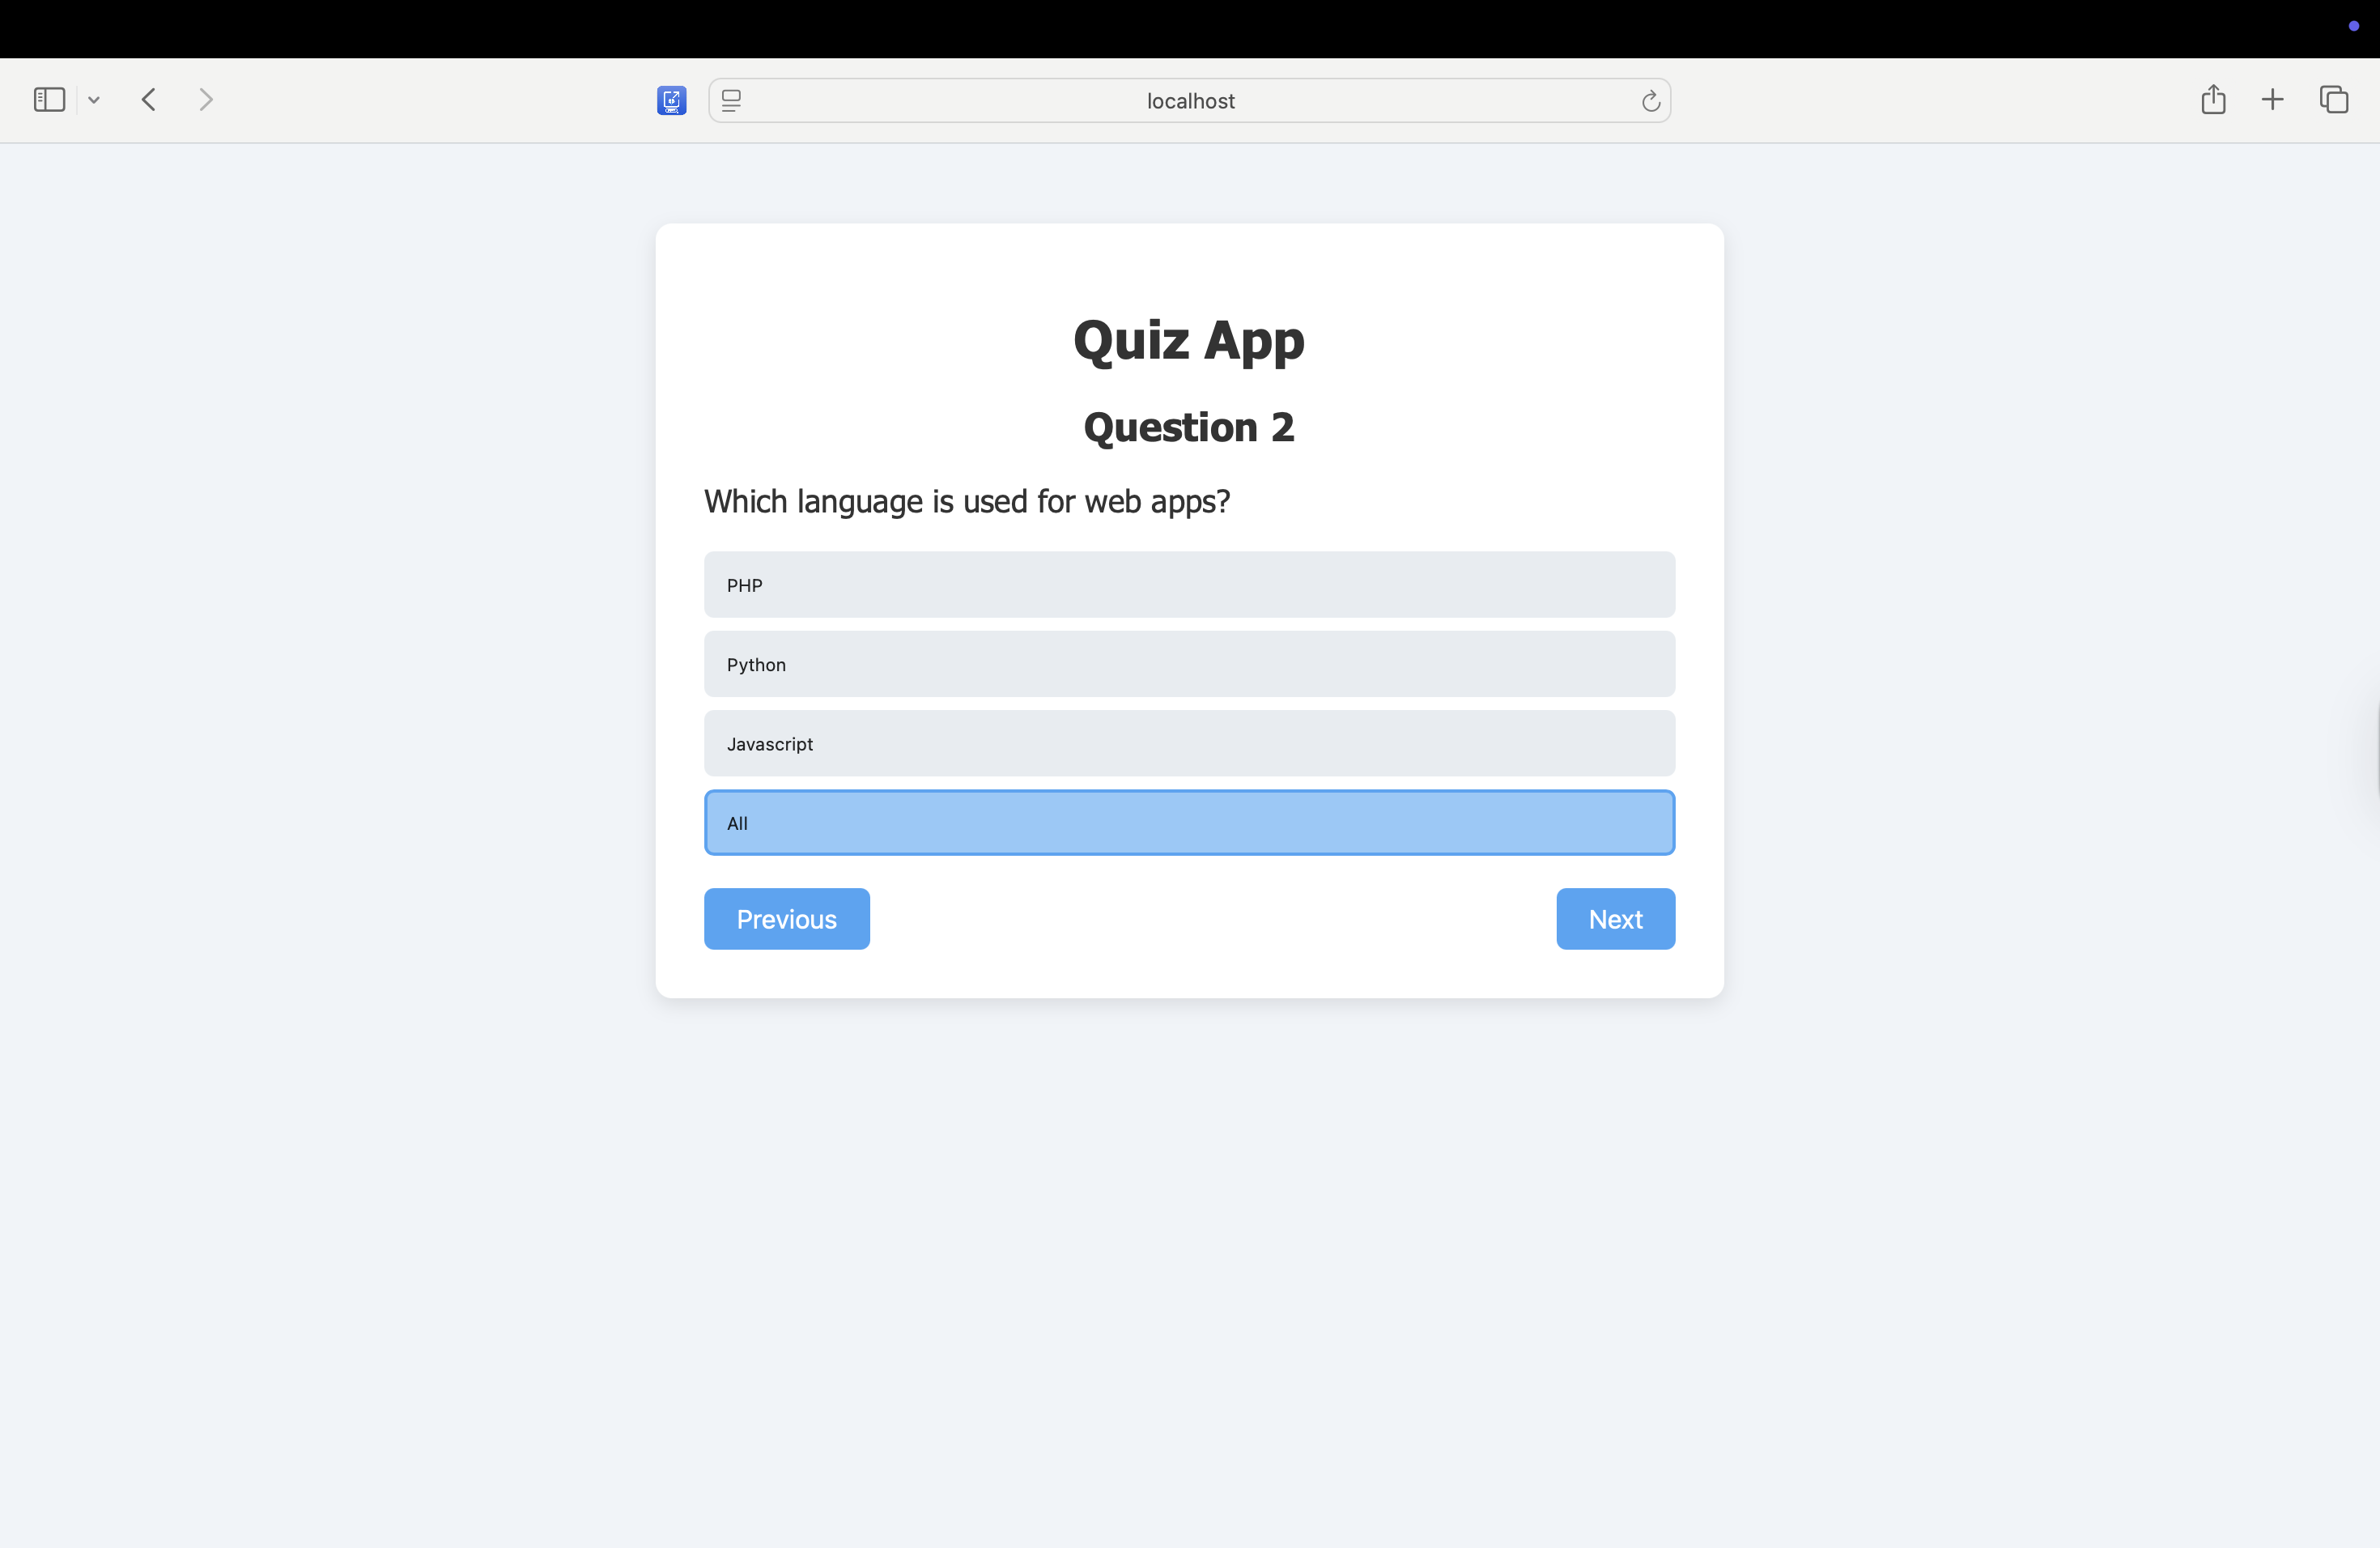 localhost
Quiz App
Question 2
Which language is used for web apps?
PHP
Python
Javascript
All
Previous
Next